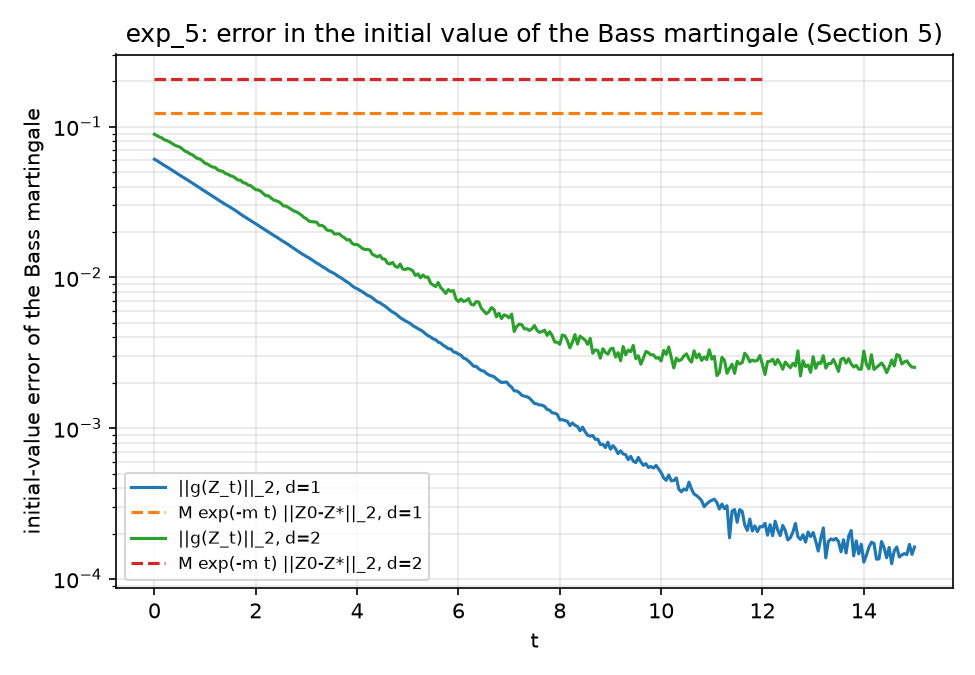 exp_5: error in the initial value of the Bass martingale (Section 5)
initial-value error of the Bass martingale
10^{-1}
10^{-2}
10^{-3}
10^{-4}
||g(Z_t)||_2, d=1
M exp(-m t) ||Z0-Z*||_2, d=1
||g(Z_t)||_2, d=2
M exp(-m t) ||Z0-Z*||_2, d=2
0 2 4 6 8 10 12 14
t